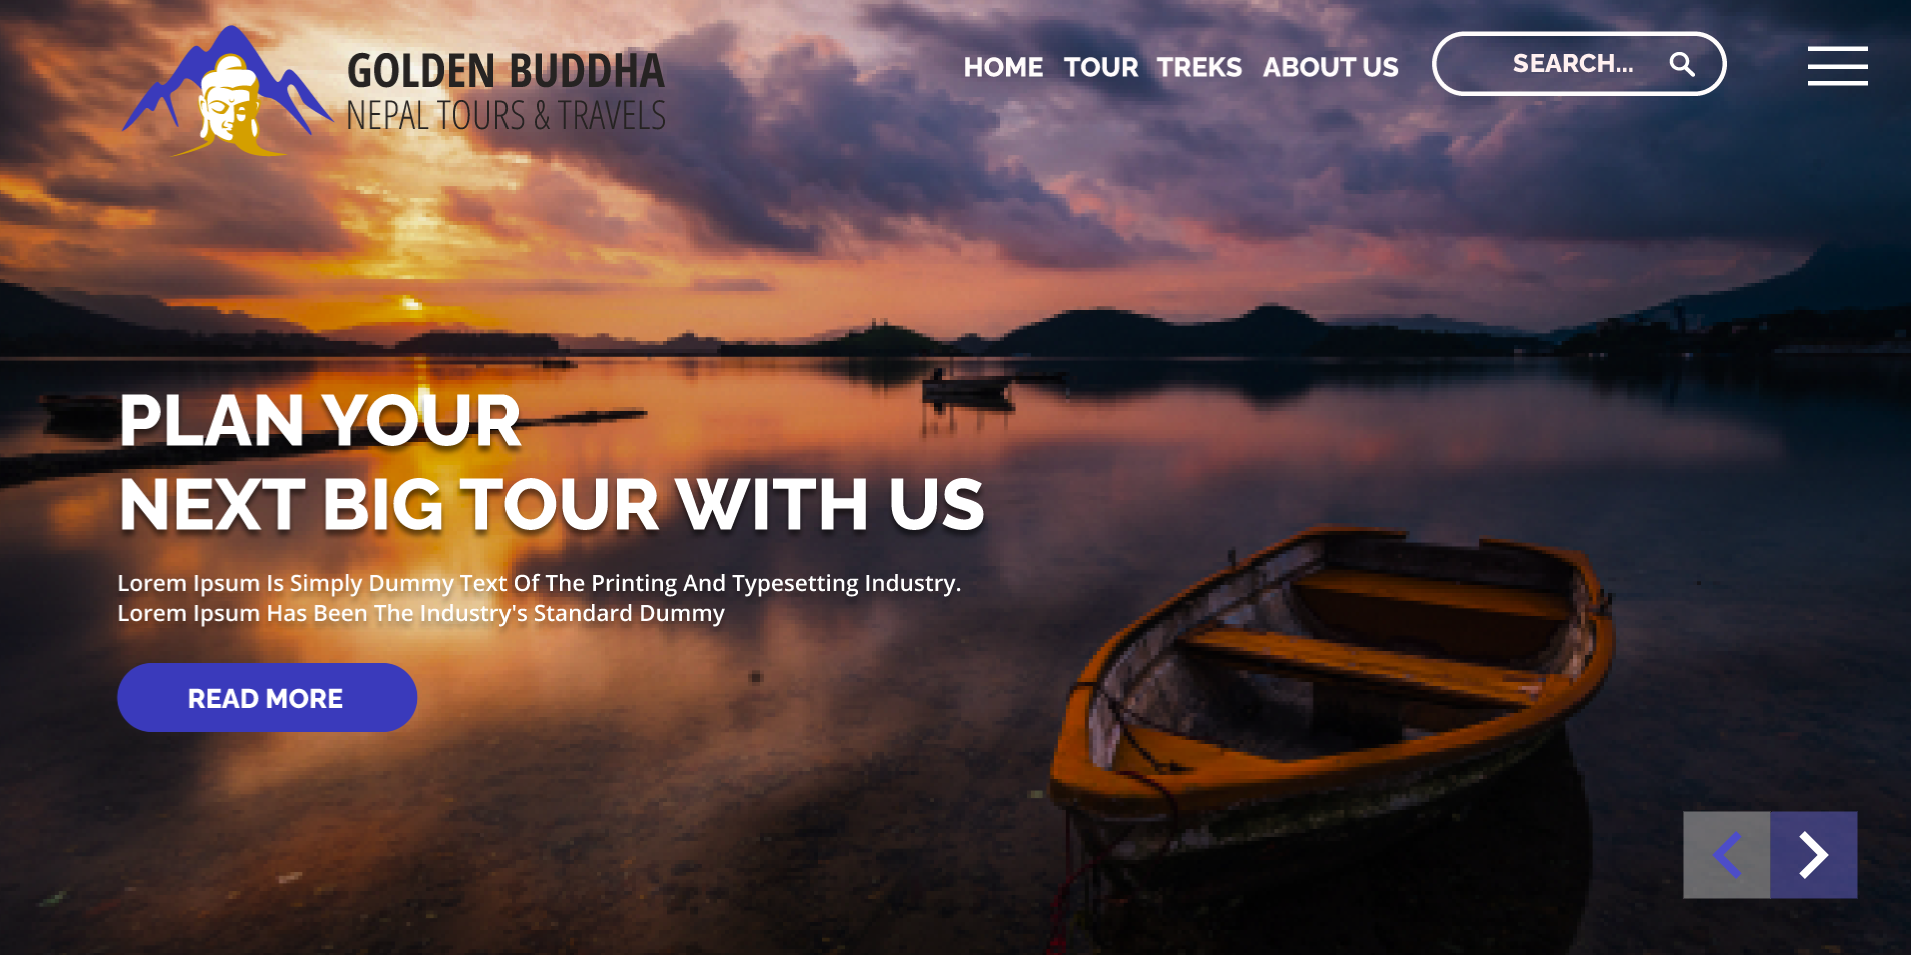 GOLDEN BUDDHA
NEPAL TOURS & TRAVELS
HOME TOUR TREKS ABOUT US SEARCH...
PLAN YOUR
NEXT BIG TOUR WITH US
Lorem Ipsum Is Simply Dummy Text Of The Printing And Typesetting Industry.
Lorem Ipsum Has Been The Industry's Standard Dummy
READ MORE